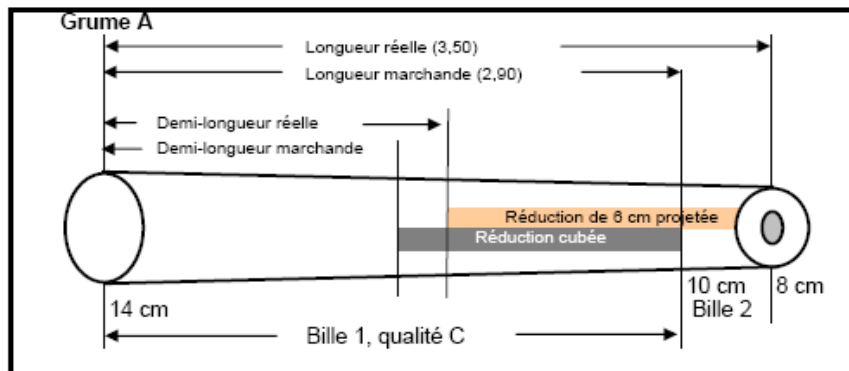 Grume A
Longueur réelle (3,50)
Longueur marchande (2,90)
Demi-longueur réelle
Demi-longueur marchande
Réduction de 6 cm projetée
Réduction cubée
14 cm
10 cm
8 cm
Bille 2
Bille 1, qualité C